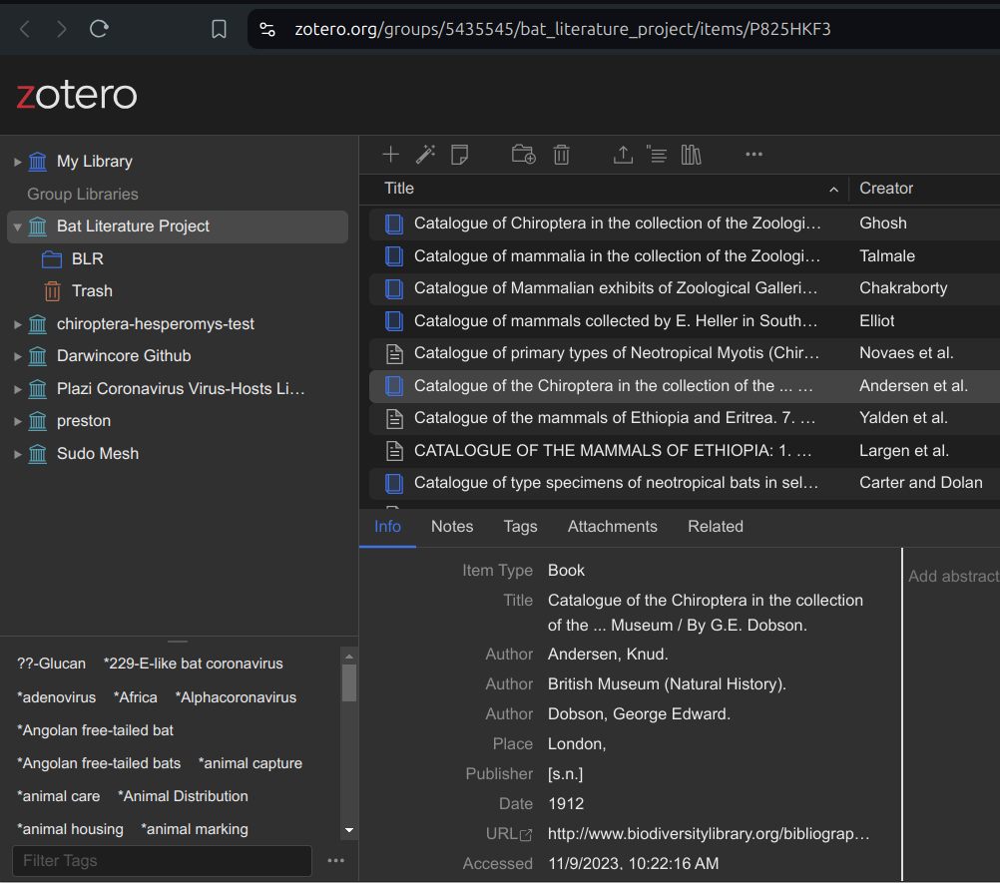 zotero.org/groups/5435545/bat_literature_project/items/P825HKF3
zotero
My Library
Group Libraries
Bat Literature Project
BLR
Trash
chiroptera-hesperomys-test
Darwincore Github
Plazi Coronavirus Virus-Hosts Li…
preston
Sudo Mesh
??-Glucan *229-E-like bat coronavirus
*adenovirus *Africa *Alphacoronavirus
*Angolan free-tailed bat
*Angolan free-tailed bats *animal capture
*animal care *Animal Distribution
*animal housing *animal marking
Filter Tags
Title Creator
Catalogue of Chiroptera in the collection of the Zoologi… Ghosh
Catalogue of mammalia in the collection of the Zoologi… Talmale
Catalogue of Mammalian exhibits of Zoological Galleri… Chakraborty
Catalogue of mammals collected by E. Heller in South… Elliot
Catalogue of primary types of Neotropical Myotis (Chir… Novaes et al.
Catalogue of the Chiroptera in the collection of the ... … Andersen et al.
Catalogue of the mammals of Ethiopia and Eritrea. 7. … Yalden et al.
CATALOGUE OF THE MAMMALS OF ETHIOPIA: 1. … Largen et al.
Catalogue of type specimens of neotropical bats in sel… Carter and Dolan
Info Notes Tags Attachments Related
Item Type Book
Title Catalogue of the Chiroptera in the collection
of the ... Museum / By G.E. Dobson.
Author Andersen, Knud.
Author British Museum (Natural History).
Author Dobson, George Edward.
Place London,
Publisher [s.n.]
Date 1912
URL http://www.biodiversitylibrary.org/bibliograp…
Accessed 11/9/2023, 10:22:16 AM
Add abstract